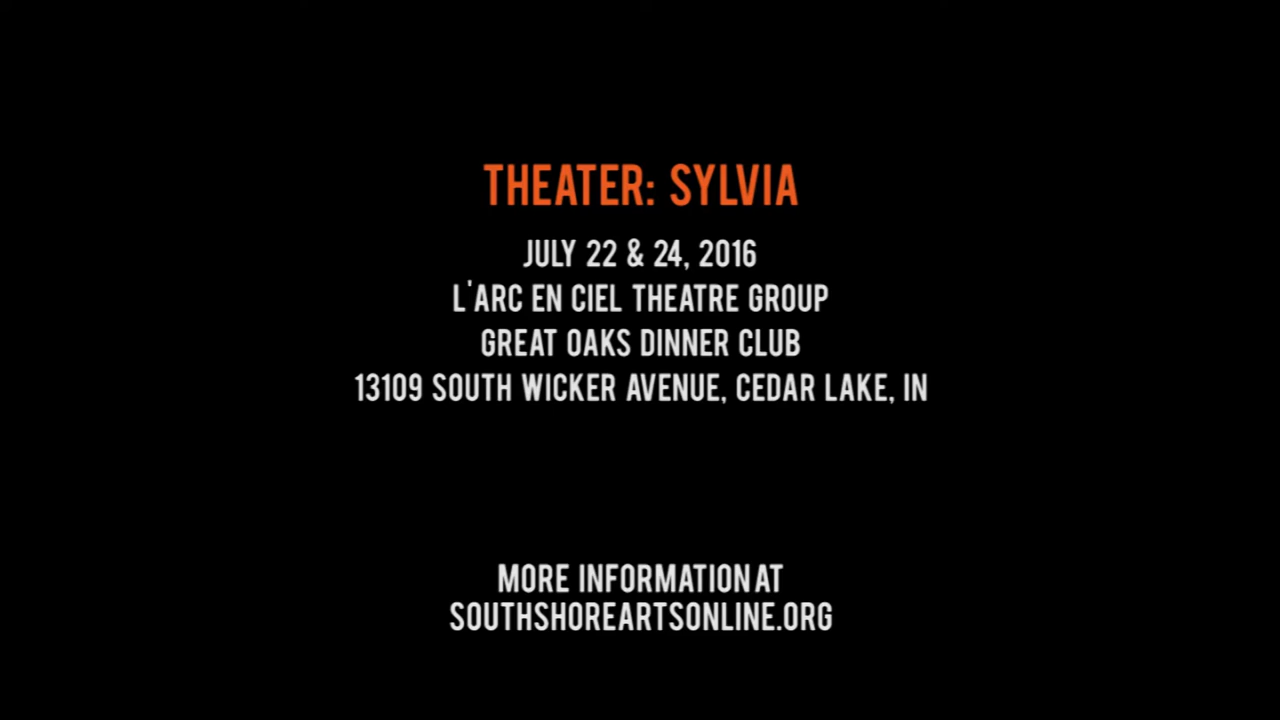 THEATER: SYLVIA
JULY 22 & 24, 2016
L'ARC EN CIEL THEATRE GROUP
GREAT OAKS DINNER CLUB
13109 SOUTH WICKER AVENUE, CEDAR LAKE, IN
MORE INFORMATION AT
SOUTHSHOREARTSONLINE.ORG